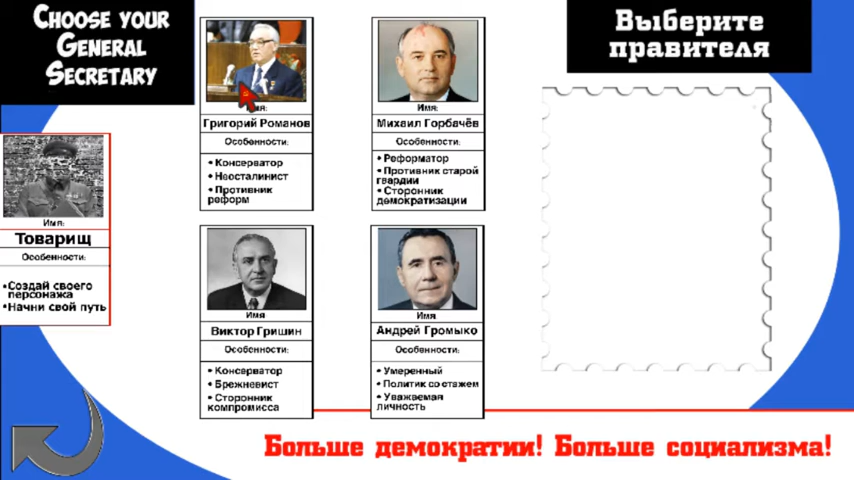 Choose your
General
Secretary
Выберите
правителя
Имя:
Григорий Романов
Особенности:
• Консерватор
• Неосталинист
• Противник
реформ
Имя:
Михаил Горбачёв
Особенности:
• Реформатор
• Противник старой
гвардии
• Сторонник
демократизации
Имя:
Товарищ
Особенности:
•Создай своего
персонажа
•Начни свой путь
Имя
Виктор Гришин
Особенности:
• Консерватор
• Брежневист
• Сторонник
компромисса
Имя
Андрей Громыко
Особенности:
• Умеренный
• Политик со стажем
• Уважаемая
личность
Больше демократии! Больше социализма!